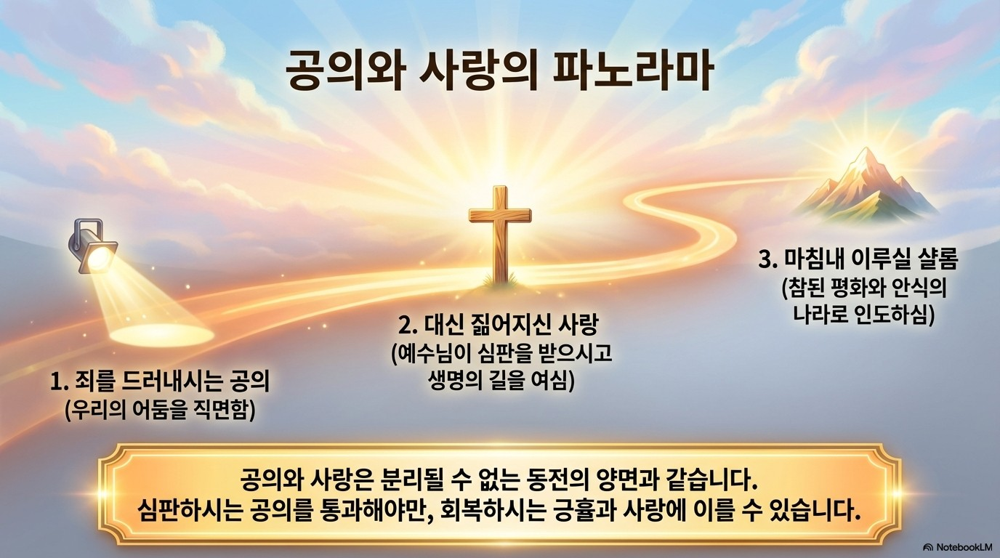 공의와 사랑의 파노라마
1. 죄를 드러내시는 공의
(우리의 어둠을 직면함)
2. 대신 짊어지신 사랑
(예수님이 심판을 받으시고
생명의 길을 여심)
3. 마침내 이루실 샬롬
(참된 평화와 안식의
나라로 인도하심)
공의와 사랑은 분리될 수 없는 동전의 양면과 같습니다.
심판하시는 공의를 통과해야만, 회복하시는 긍휼과 사랑에 이를 수 있습니다.
NotebookLM